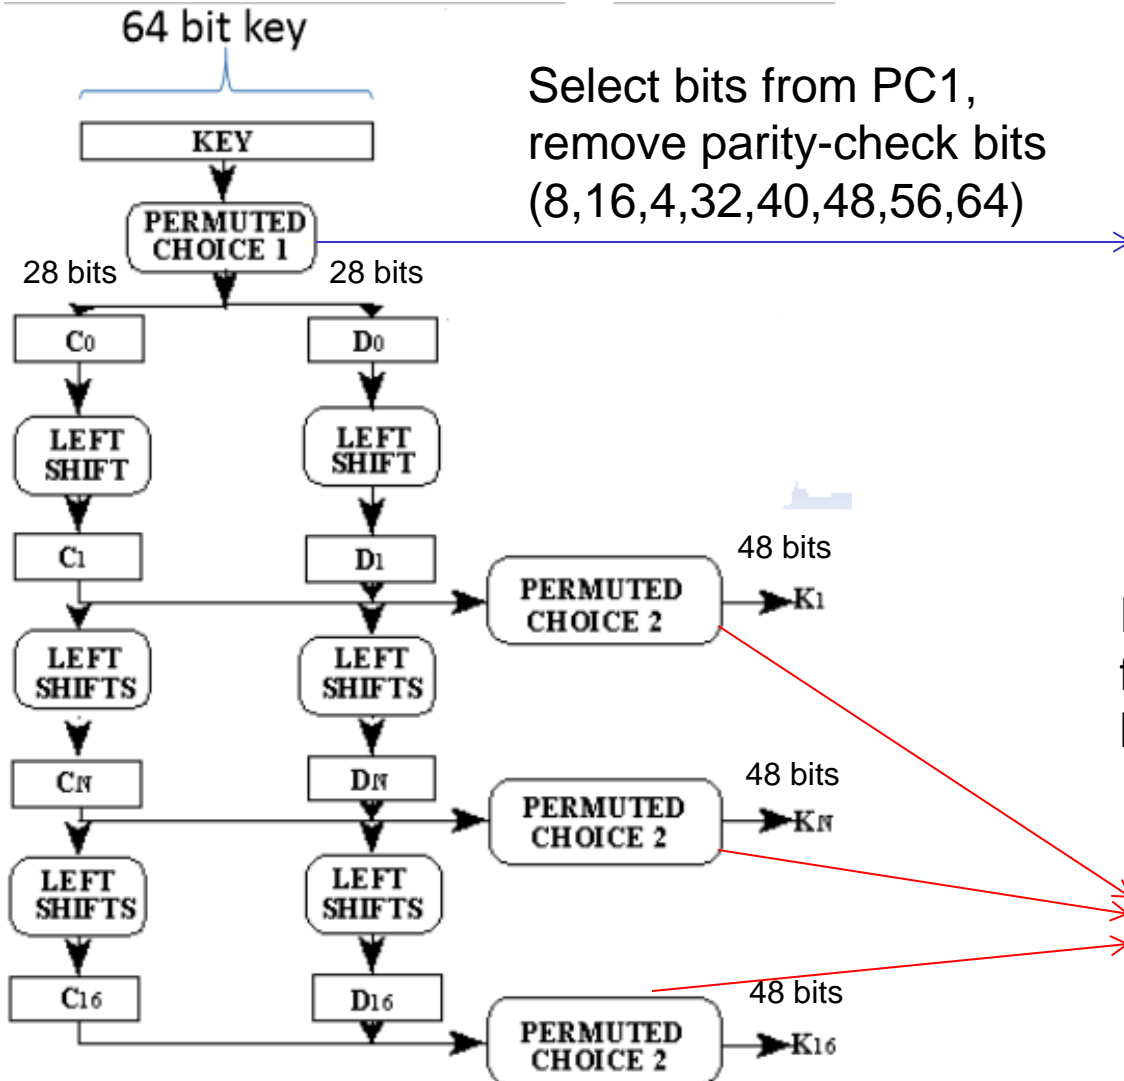 64 bit key
Select bits from PC1,
remove parity-check bits
(8,16,4,32,40,48,56,64)
KEY
PERMUTED
CHOICE 1
28 bits
28 bits
C0
D0
LEFT
SHIFT
LEFT
SHIFT
C1
D1
48 bits
PERMUTED
CHOICE 2
K1
LEFT
SHIFTS
LEFT
SHIFTS
CN
DN
48 bits
PERMUTED
CHOICE 2
KN
LEFT
SHIFTS
LEFT
SHIFTS
C16
D16
48 bits
PERMUTED
CHOICE 2
K16